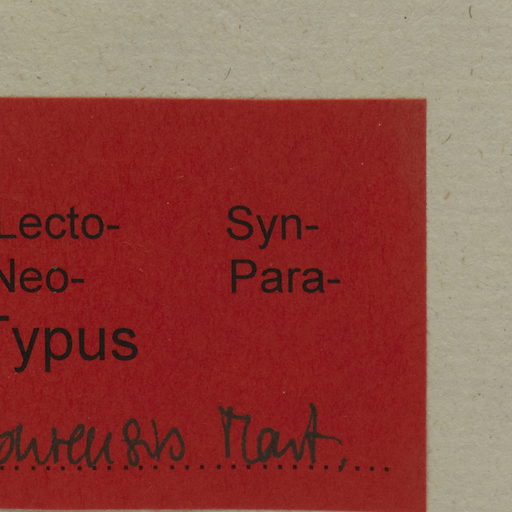 Lecto- Syn-
Neo- Para-
Typus
Mart.